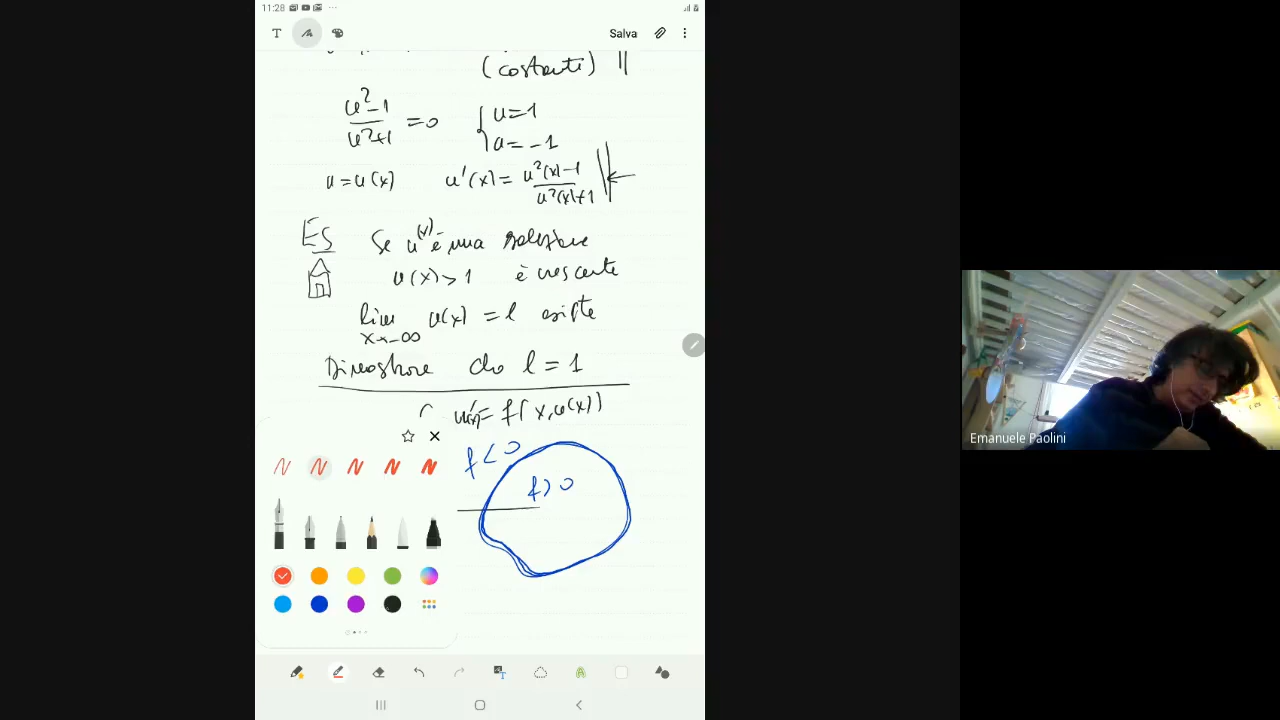 11:28
T
Salva
(costanti)
u²-1
u²+1
=0
{ u=1
u=-1
u=u(x) u'(x)= u²(x)-1
u²(x)+1
Es Se u(x) è una soluzione
u(x)>1 è crescente
lim u(x) = l esiste
x→-∞
Dimostrare che l=1
= f(x,u(x))
f<0
f>0
Emanuele Paolini